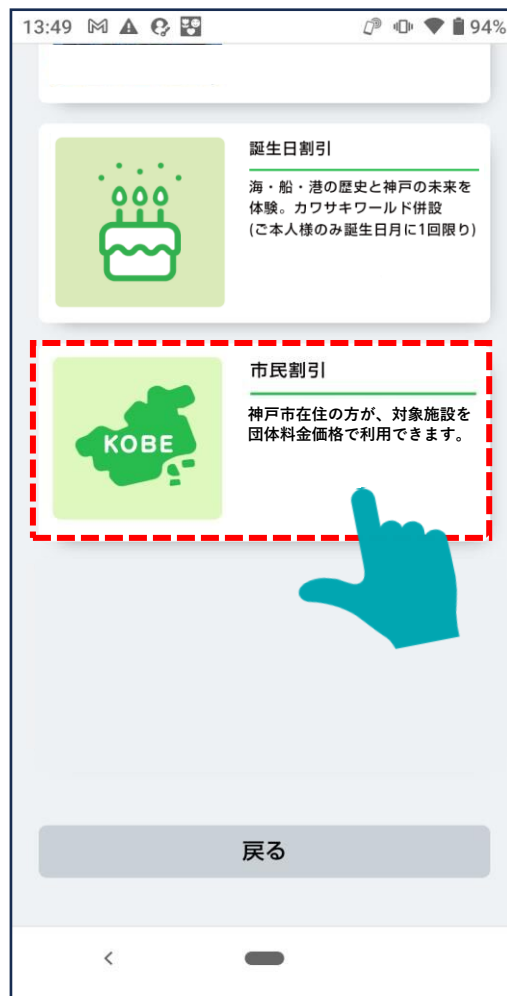 13:49 94%
誕生日割引
海・船・港の歴史と神戸の未来を
体験。カワサキワールド併設
(ご本人様のみ誕生日月に1回限り)
KOBE
市民割引
神戸市在住の方が、対象施設を
団体料金価格で利用できます。
戻る